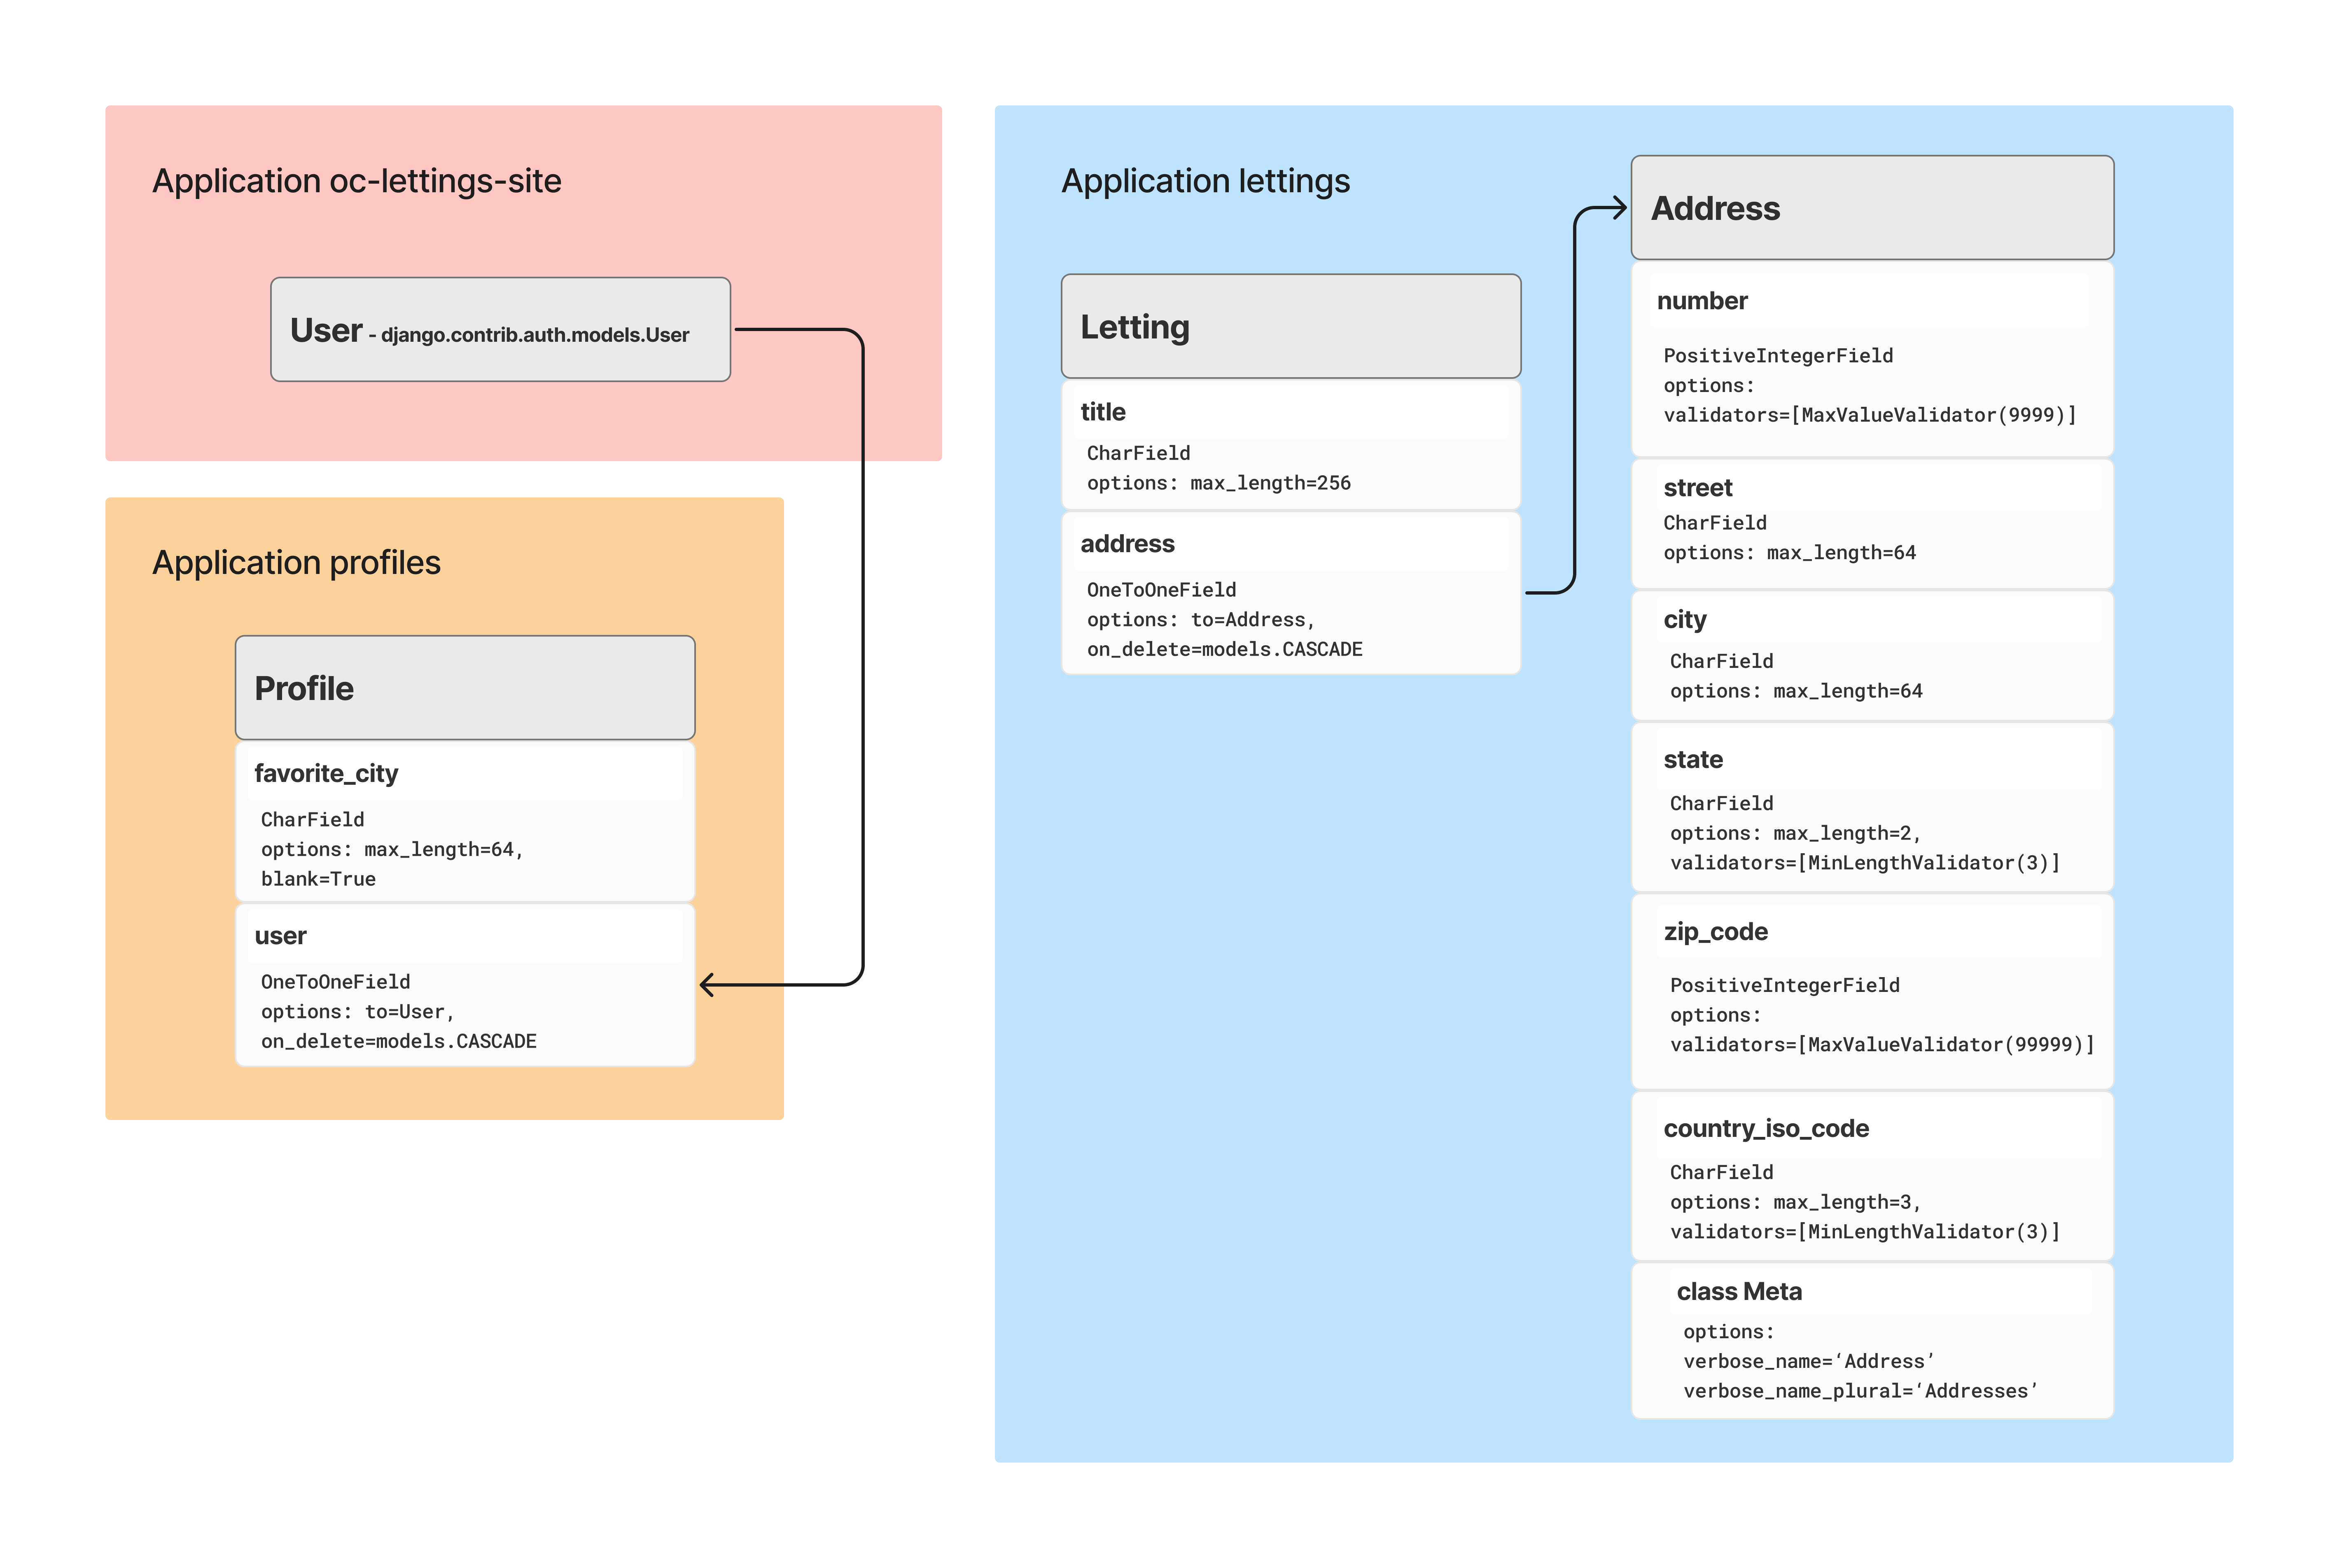 Application oc-lettings-site
User - django.contrib.auth.models.User
Application profiles
Profile
favorite_city
CharField
options: max_length=64,
blank=True
user
OneToOneField
options: to=User,
on_delete=models.CASCADE
Application lettings
Letting
title
CharField
options: max_length=256
address
OneToOneField
options: to=Address,
on_delete=models.CASCADE
Address
number
PositiveIntegerField
options:
validators=[MaxValueValidator(9999)]
street
CharField
options: max_length=64
city
CharField
options: max_length=64
state
CharField
options: max_length=2,
validators=[MinLengthValidator(3)]
zip_code
PositiveIntegerField
options:
validators=[MaxValueValidator(99999)]
country_iso_code
CharField
options: max_length=3,
validators=[MinLengthValidator(3)]
class Meta
options:
verbose_name=‘Address’
verbose_name_plural=‘Addresses’